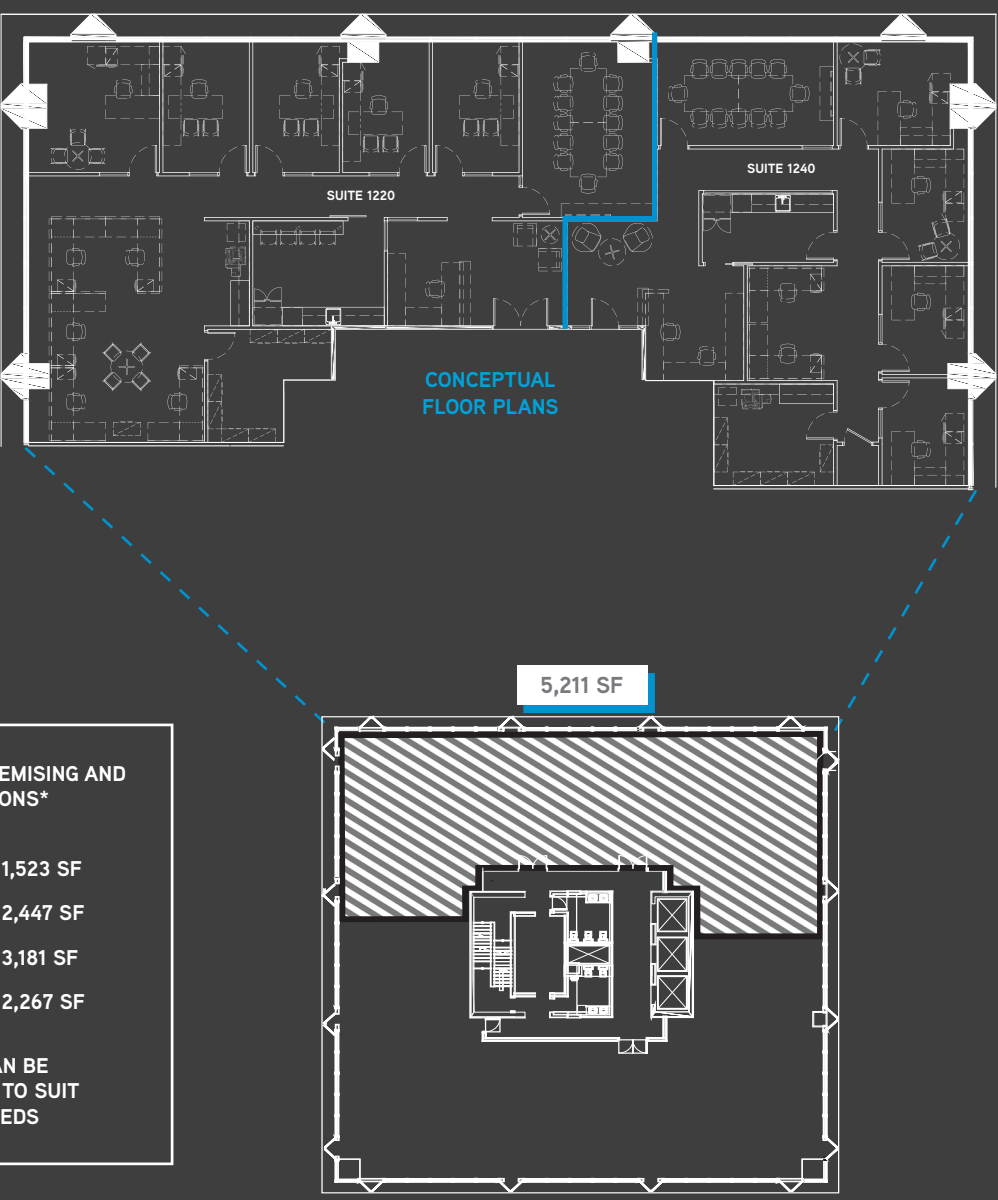 SUITE 1220
SUITE 1240
CONCEPTUAL
FLOOR PLANS
5,211 SF
EMISING AND
ONS*
1,523 SF
2,447 SF
3,181 SF
2,267 SF
AN BE
TO SUIT
EDS